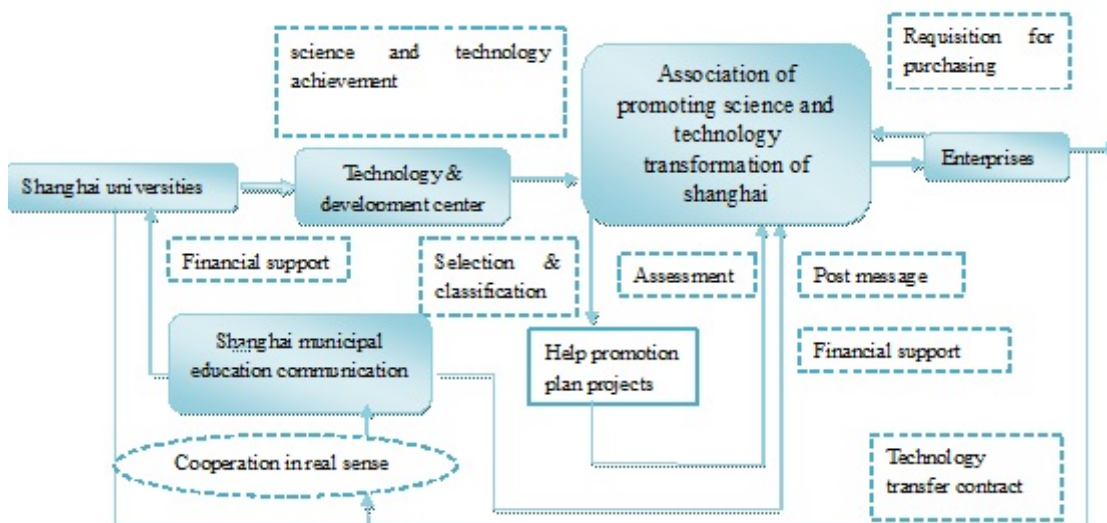 science and technology
achievement
Association of
promoting science and
technology
transformation of
shanghai
Requisition for
purchasing
Shanghai universities
Technology &
development center
Enterprises
Financial support
Selection &
classification
Assessment
Post message
Shanghai municipal
education communication
Help promotion
plan projects
Financial support
Cooperation in real sense
Technology
transfer contract